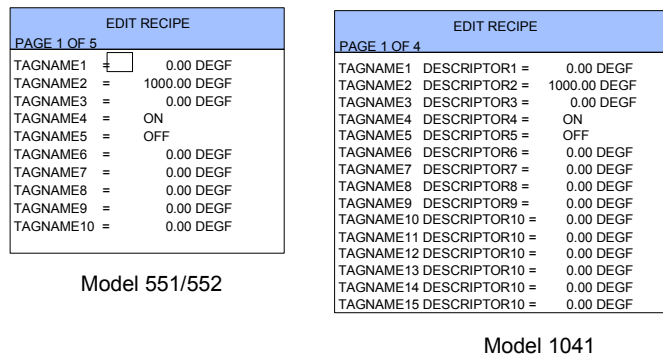 EDIT RECIPE
PAGE 1 OF 5
TAGNAME1 = 0.00 DEGF
TAGNAME2 = 1000.00 DEGF
TAGNAME3 = 0.00 DEGF
TAGNAME4 = ON
TAGNAME5 = OFF
TAGNAME6 = 0.00 DEGF
TAGNAME7 = 0.00 DEGF
TAGNAME8 = 0.00 DEGF
TAGNAME9 = 0.00 DEGF
TAGNAME10 = 0.00 DEGF
Model 551/552
EDIT RECIPE
PAGE 1 OF 4
TAGNAME1 DESCRIPTOR1 = 0.00 DEGF
TAGNAME2 DESCRIPTOR2 = 1000.00 DEGF
TAGNAME3 DESCRIPTOR3 = 0.00 DEGF
TAGNAME4 DESCRIPTOR4 = ON
TAGNAME5 DESCRIPTOR5 = OFF
TAGNAME6 DESCRIPTOR6 = 0.00 DEGF
TAGNAME7 DESCRIPTOR7 = 0.00 DEGF
TAGNAME8 DESCRIPTOR8 = 0.00 DEGF
TAGNAME9 DESCRIPTOR9 = 0.00 DEGF
TAGNAME10 DESCRIPTOR10 = 0.00 DEGF
TAGNAME11 DESCRIPTOR10 = 0.00 DEGF
TAGNAME12 DESCRIPTOR10 = 0.00 DEGF
TAGNAME13 DESCRIPTOR10 = 0.00 DEGF
TAGNAME14 DESCRIPTOR10 = 0.00 DEGF
TAGNAME15 DESCRIPTOR10 = 0.00 DEGF
Model 1041